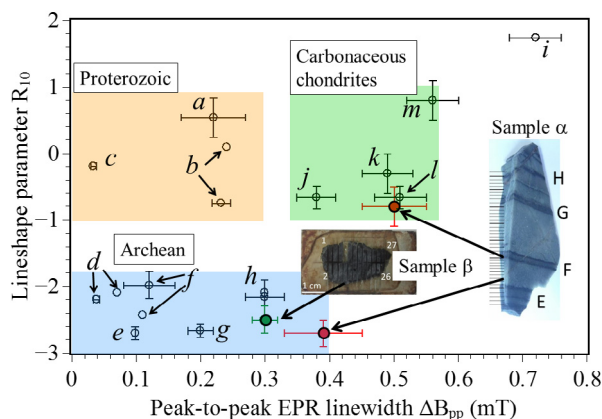 2
1
0
−1
−2
−3
0
0.1
0.2
0.3
0.4
0.5
0.6
0.7
0.8
Lineshape parameter R10
Peak-to-peak EPR linewidth ΔBpp (mT)
Proterozoic
Carbonaceous
chondrites
Archean
a
b
c
d
e
f
g
h
i
j
k
l
m
Sample α
H
G
F
E
Sample β
1
27
2
26
1 cm